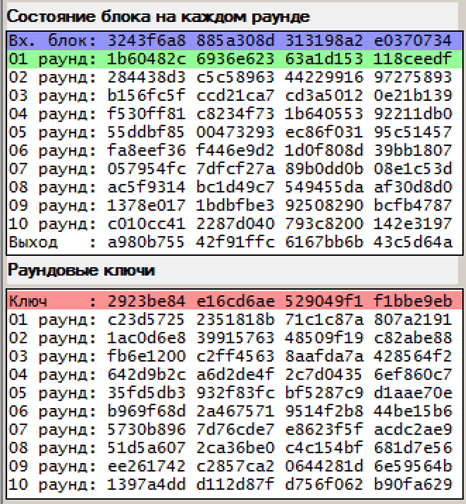 Состояние блока на каждом раунде
Вх. блок: 3243f6a8 885a308d 313198a2 e0370734
01 раунд: 1b60482c 6936e623 63a1d153 118ceedf
02 раунд: 284438d3 c5c58963 44229916 97275893
03 раунд: b156fc5f ccd21ca7 cd3a5012 0e21b139
04 раунд: f530ff81 c8234f73 1b640553 92211db0
05 раунд: 55ddbf85 00473293 ec86f031 95c51457
06 раунд: fa8eef36 f446e9d2 1d0f808d 39bb1807
07 раунд: 057954fc 7dfcf27a 89b0dd0b 08e1c53d
08 раунд: ac5f9314 bc1d49c7 549455da af30d8d0
09 раунд: 1378e017 1bdbfbe3 92508290 bcfb4787
10 раунд: c010cc41 2287d040 793c8200 142e3197
Выход : a980b755 42f91ffc 6167bb6b 43c5d64a
Раундовые ключи
Ключ : 2923be84 e16cd6ae 529049f1 f1bbe9eb
01 раунд: c23d5725 2351818b 71c1c87a 807a2191
02 раунд: 1ac0d6e8 39915763 48509f19 c82abe88
03 раунд: fb6e1200 c2ff4563 8aafda7a 428564f2
04 раунд: 642d9b2c a6d2de4f 2c7d0435 6ef860c7
05 раунд: 35fd5db3 932f83fc bf5287c9 d1aae70e
06 раунд: b969f68d 2a467571 9514f2b8 44be15b6
07 раунд: 5730b896 7d76cde7 e8623f5f acdc2ae9
08 раунд: 51d5a607 2ca36be0 c4c154bf 681d7e56
09 раунд: ee261742 c2857ca2 0644281d 6e59564b
10 раунд: 1397a4dd d112d87f d756f062 b90fa629